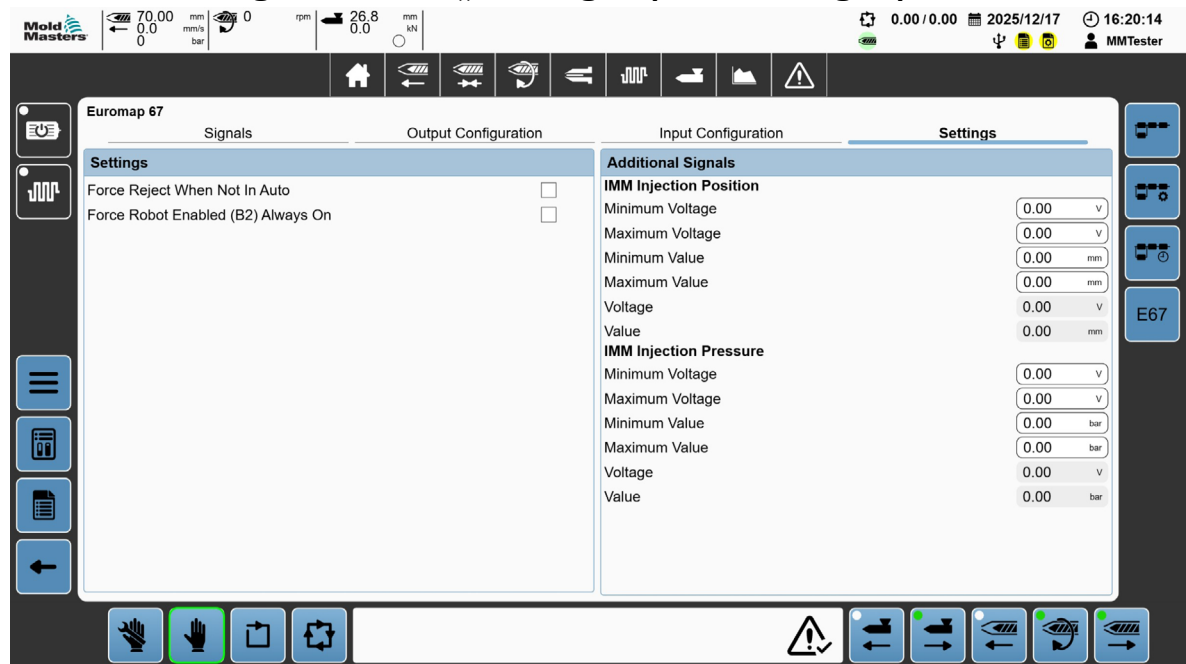 Mold
Masters
70.00 mm
0.0 mm/s
0 bar
0 rpm
26.8 mm
0.0 kN
0.00 / 0.00 2025/12/17 16:20:14
MMTester
Euromap 67
Signals Output Configuration Input Configuration Settings
Settings
Force Reject When Not In Auto
Force Robot Enabled (B2) Always On
Additional Signals
IMM Injection Position
Minimum Voltage 0.00 V
Maximum Voltage 0.00 V
Minimum Value 0.00 mm
Maximum Value 0.00 mm
Voltage 0.00 V
Value 0.00 mm
IMM Injection Pressure
Minimum Voltage 0.00 V
Maximum Voltage 0.00 V
Minimum Value 0.00 bar
Maximum Value 0.00 bar
Voltage 0.00 V
Value 0.00 bar
E67